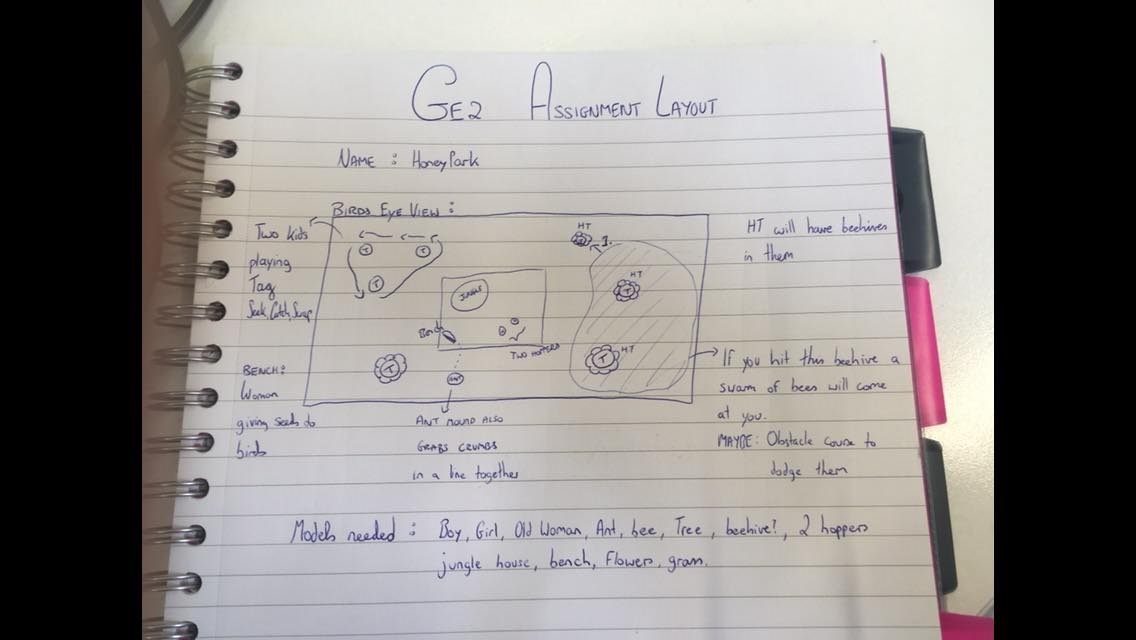 GE2 ASSIGNMENT LAYOUT
NAME : HoneyPark
BIRDS EYE VIEW :
Two kids
playing
Tag
Seek, Catch, Swap
T
T
T
JUNGLE
Bench
TWO HOPPERS
T
ANT
HT
1.
HT
T
HT
T
HT will have beehives
in them
If you hit this beehive a
swarm of bees will come
at you.
MAYBE: Obstacle course to
dodge them
BENCH:
Woman
giving seeds to
birds
ANT MOUND ALSO
GRABS CRUMBS
in a line together
Models needed : Boy, Girl, Old Woman, Ant, bee, Tree, beehive?, 2 hoppers
jungle house, bench, Flowers, grass.